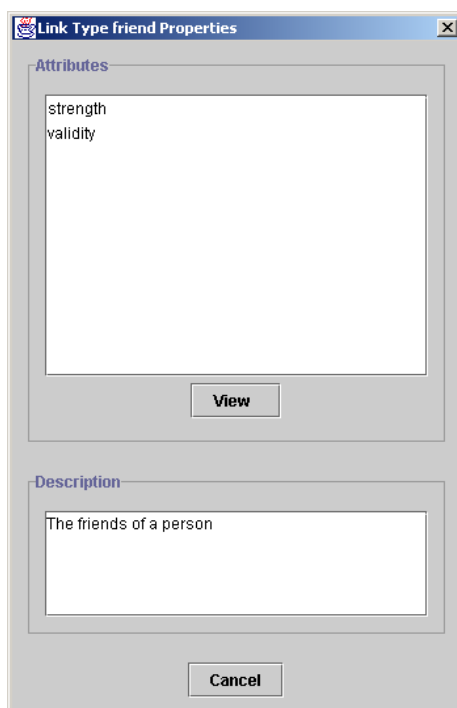 Link Type friend Properties
Attributes
strength
validity
View
Description
The friends of a person
Cancel